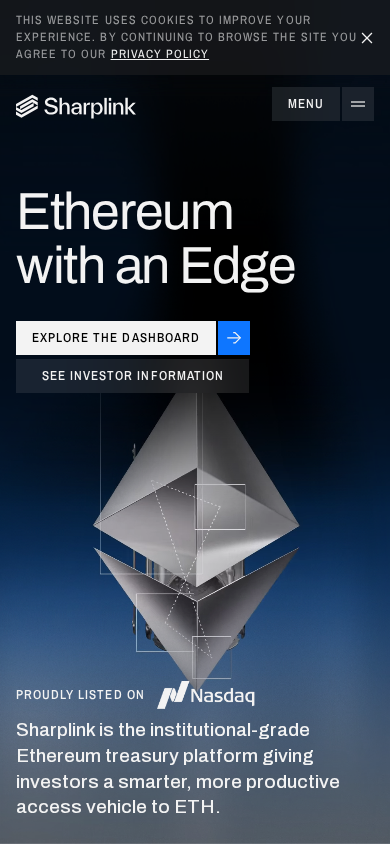 THIS WEBSITE USES COOKIES TO IMPROVE YOUR
EXPERIENCE. BY CONTINUING TO BROWSE THE SITE YOU
AGREE TO OUR PRIVACY POLICY
Sharplink
MENU
Ethereum
with an Edge
EXPLORE THE DASHBOARD
SEE INVESTOR INFORMATION
PROUDLY LISTED ON Nasdaq
Sharplink is the institutional-grade
Ethereum treasury platform giving
investors a smarter, more productive
access vehicle to ETH.